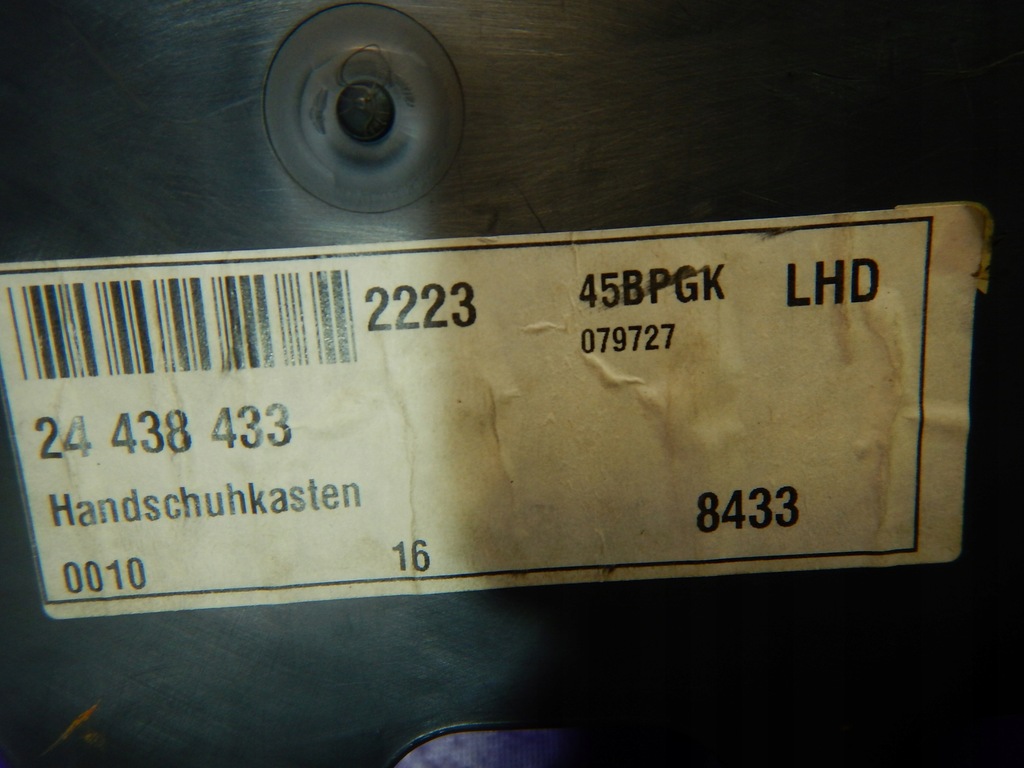 2223 45BPGK LHD
079727
24 438 433
Handschuhkasten
8433
0010 16